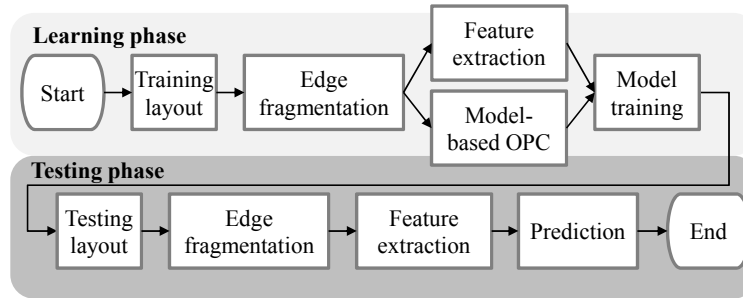 Learning phase
Start
Training
layout
Edge
fragmentation
Feature
extraction
Model-
based OPC
Model
training
Testing phase
Testing
layout
Edge
fragmentation
Feature
extraction
Prediction
End